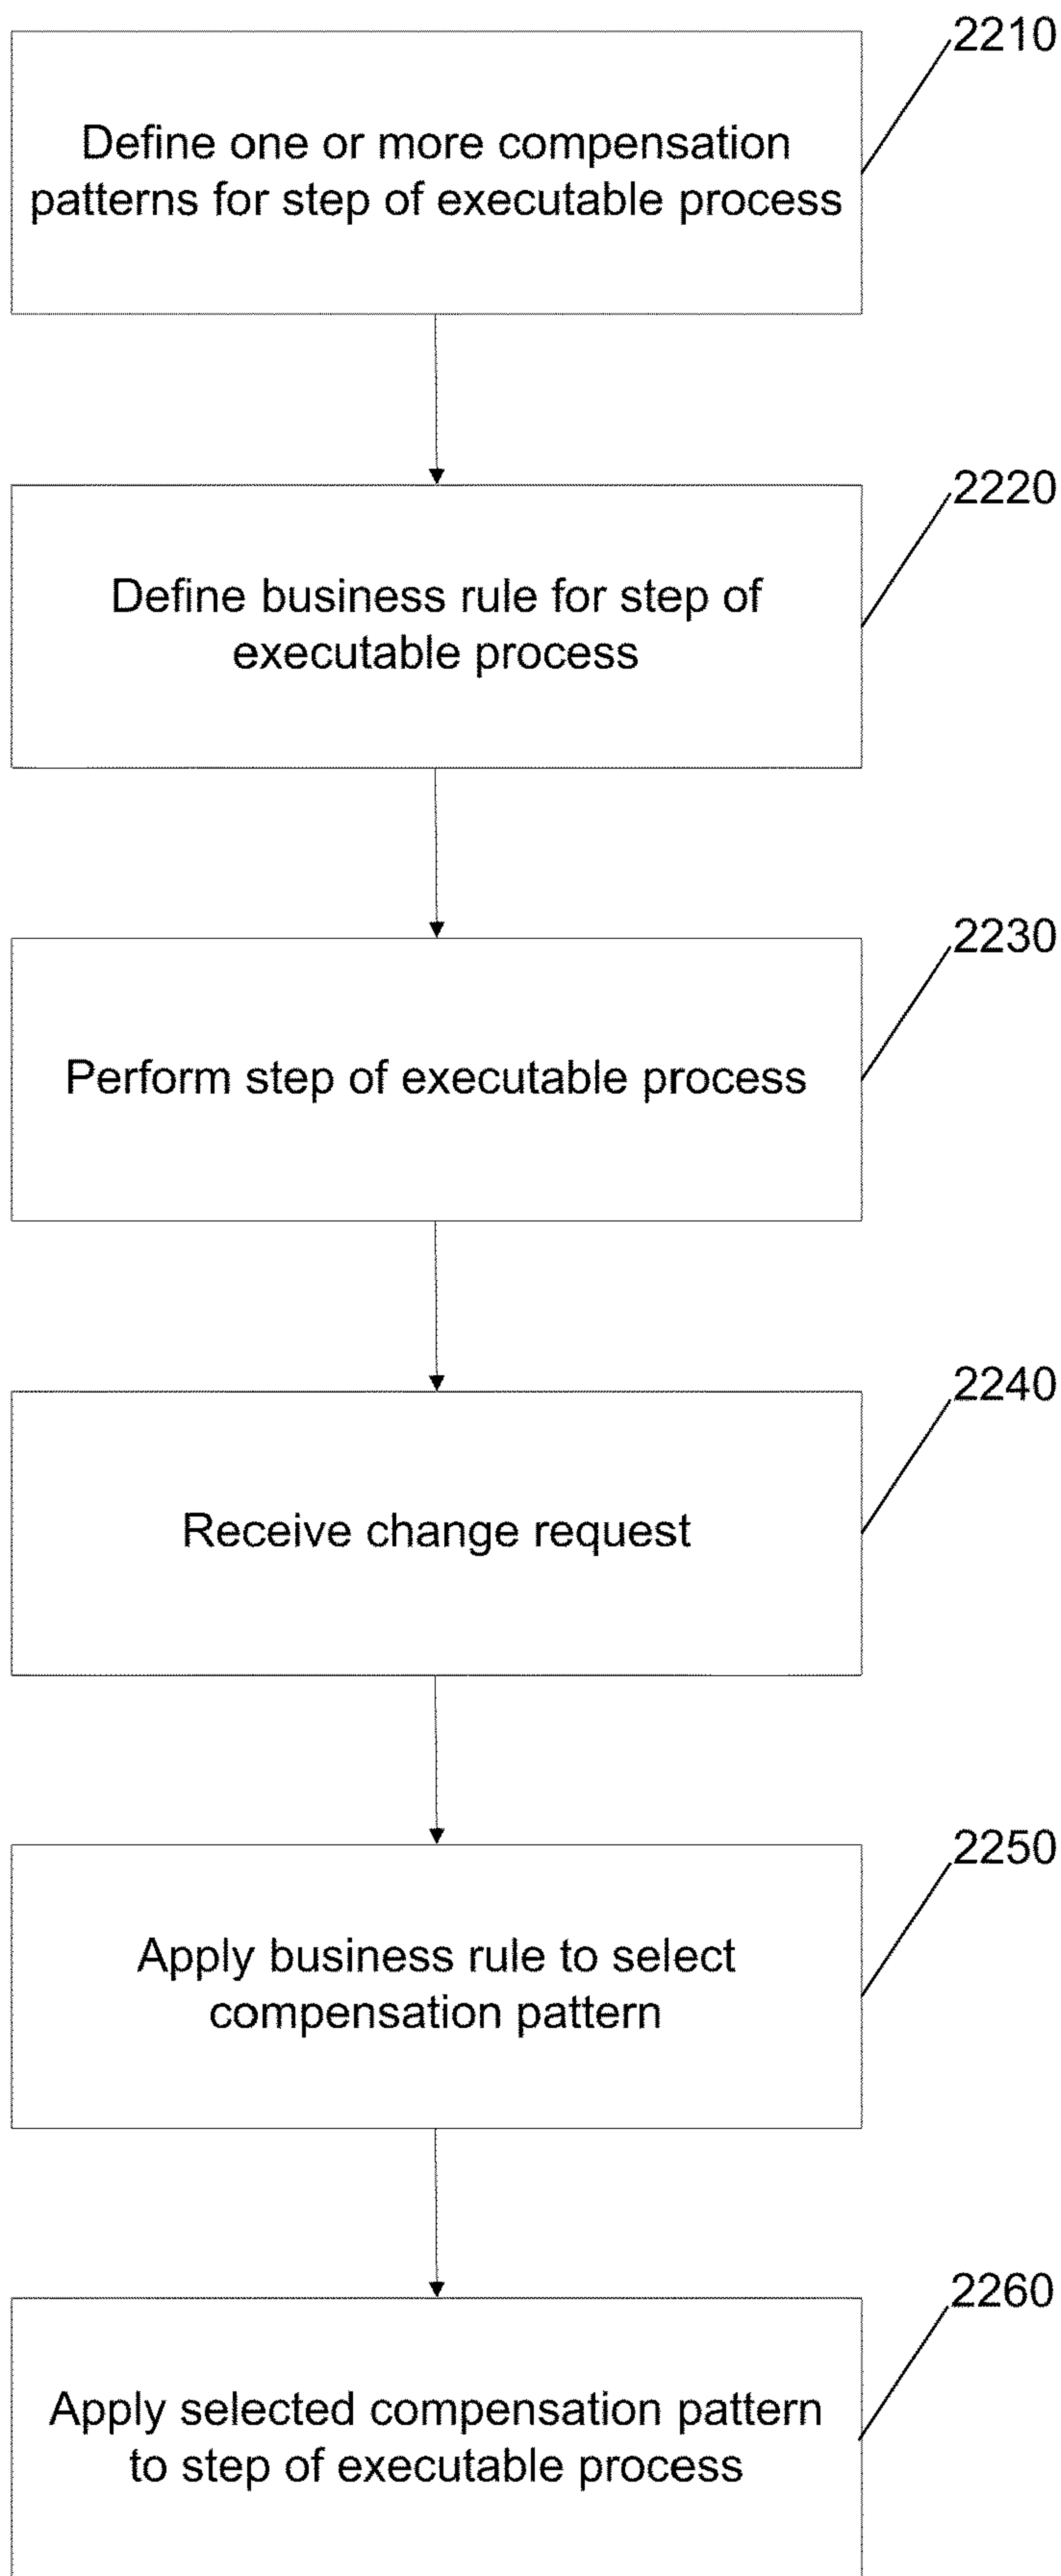 2210
Define one or more compensation
patterns for step of executable process
2220
Define business rule for step of
executable process
2230
Perform step of executable process
2240
Receive change request
2250
Apply business rule to select
compensation pattern
2260
Apply selected compensation pattern
to step of executable process